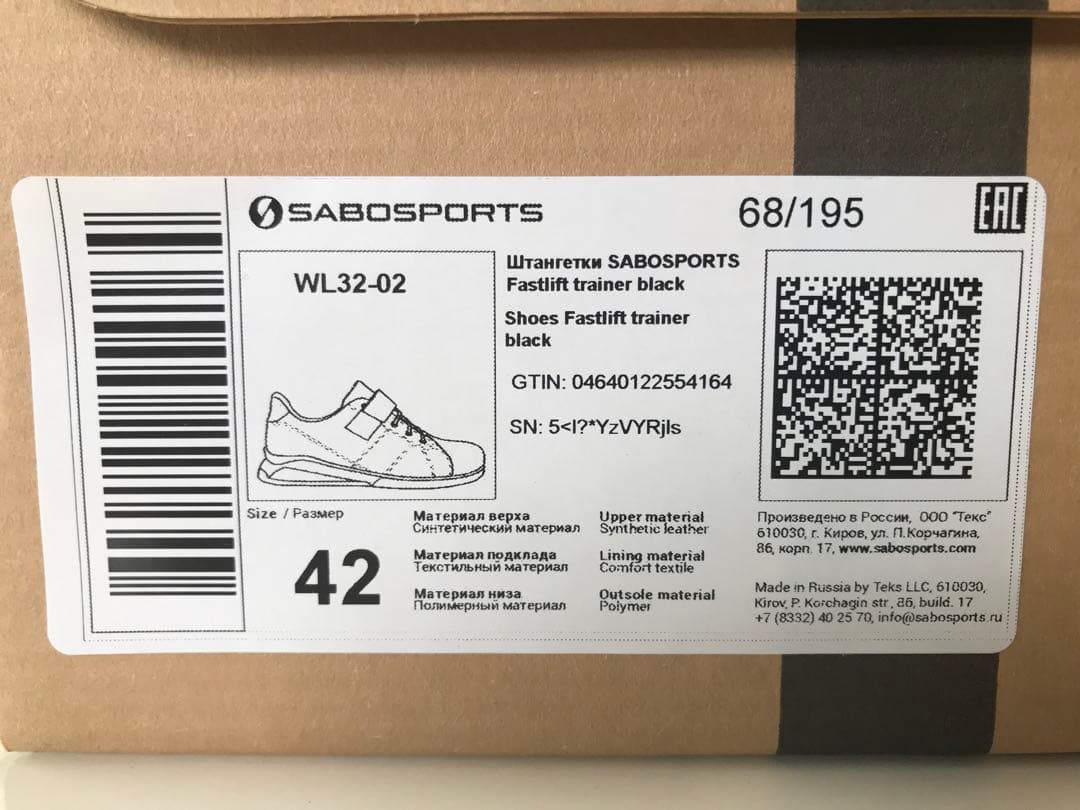 SABOSPORTS
68/195
EAC
WL32-02
Штангетки SABOSPORTS
Fastlift trainer black
Shoes Fastlift trainer
black
GTIN: 04640122554164
SN: 5<I?*YzVYRjIs
Size / Размер
42
Материал верха
Синтетический материал
Материал подклада
Текстильный материал
Материал низа
Полимерный материал
Upper material
Synthetic leather
Lining material
Comfort textile
Outsole material
Polymer
Произведено в России, ООО "Текс"
610030, г. Киров, ул. П.Корчагина,
86, корп. 17, www.sabosports.com
Made in Russia by Teks LLC, 610030,
Kirov, P. Korchagin str., 86, build. 17
+7 (8332) 40 25 70, info@sabosports.ru